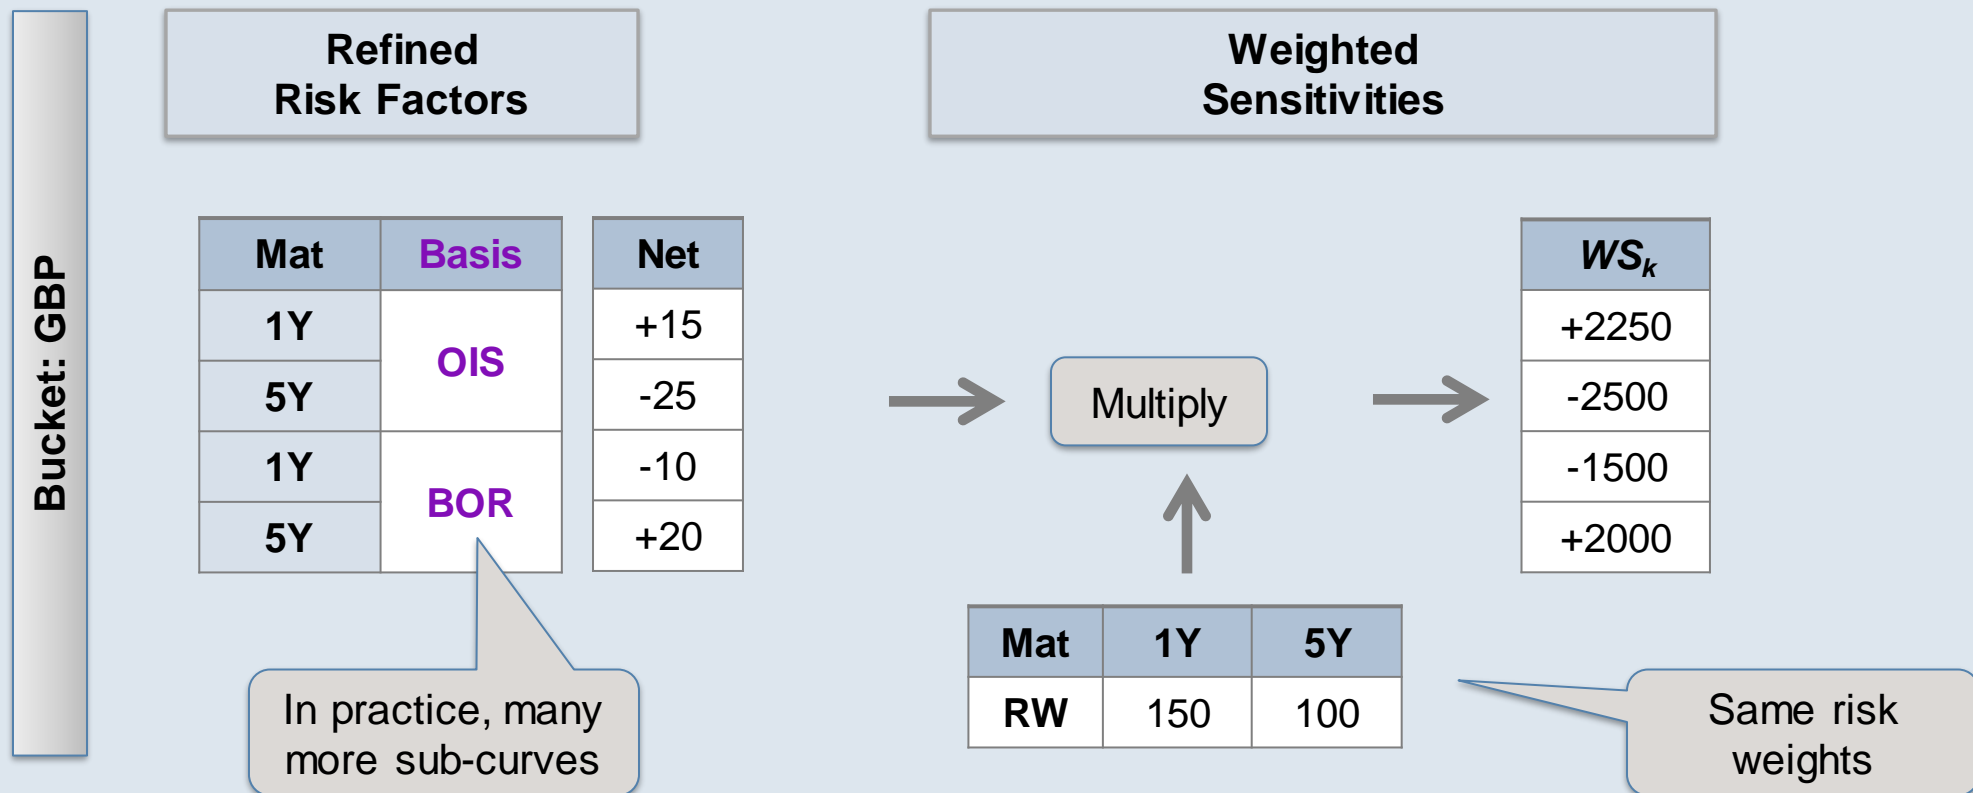 Bucket: GBP
Refined
Risk Factors
Weighted
Sensitivities
Mat Basis Net
1Y OIS +15
5Y -25
1Y BOR -10
5Y +20
In practice, many
more sub-curves
Multiply
Mat 1Y 5Y
RW 150 100
WSk
+2250
-2500
-1500
+2000
Same risk
weights